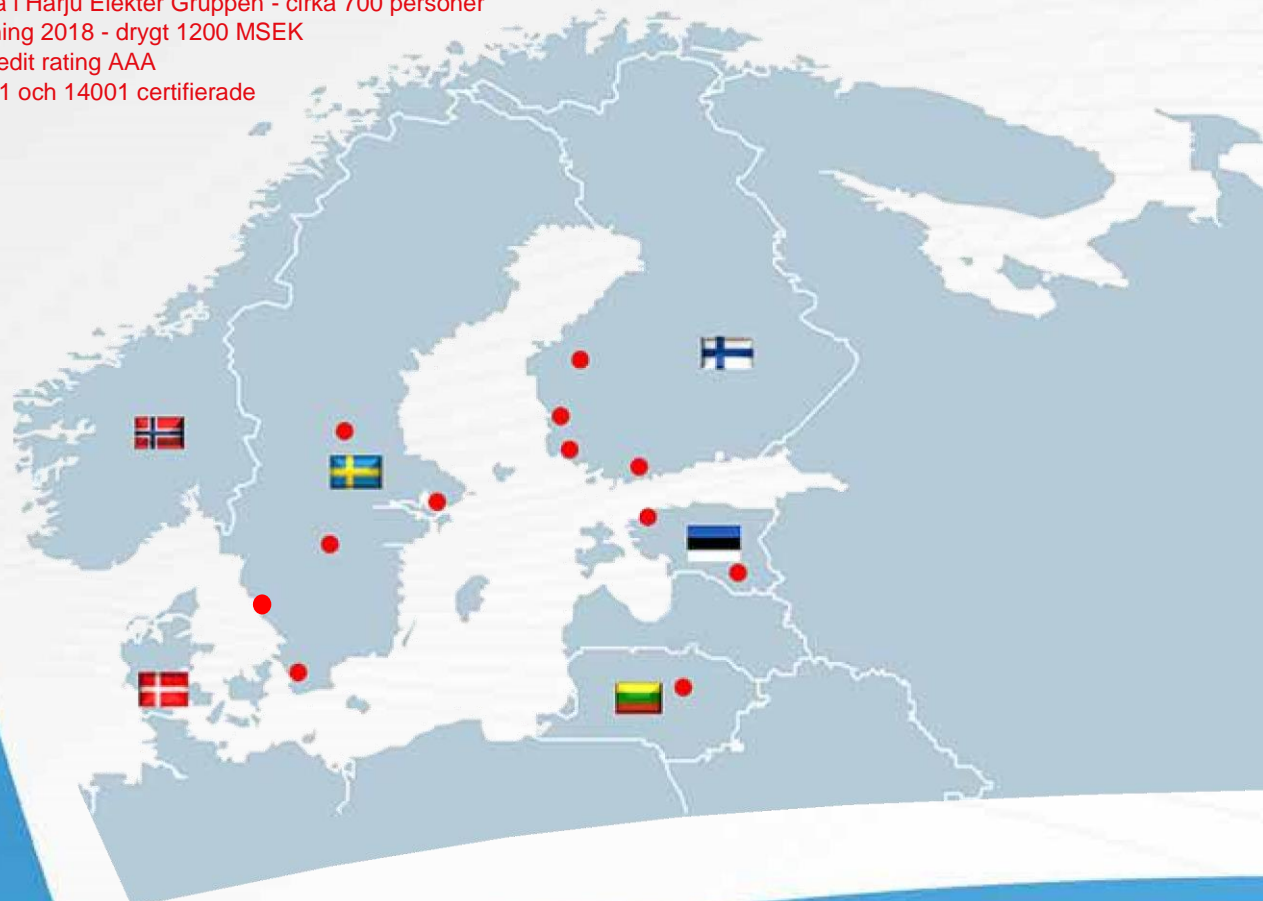 i Harju Elekter Gruppen - cirka 700 personer
ning 2018 - drygt 1200 MSEK
edit rating AAA
1 och 14001 certifierade